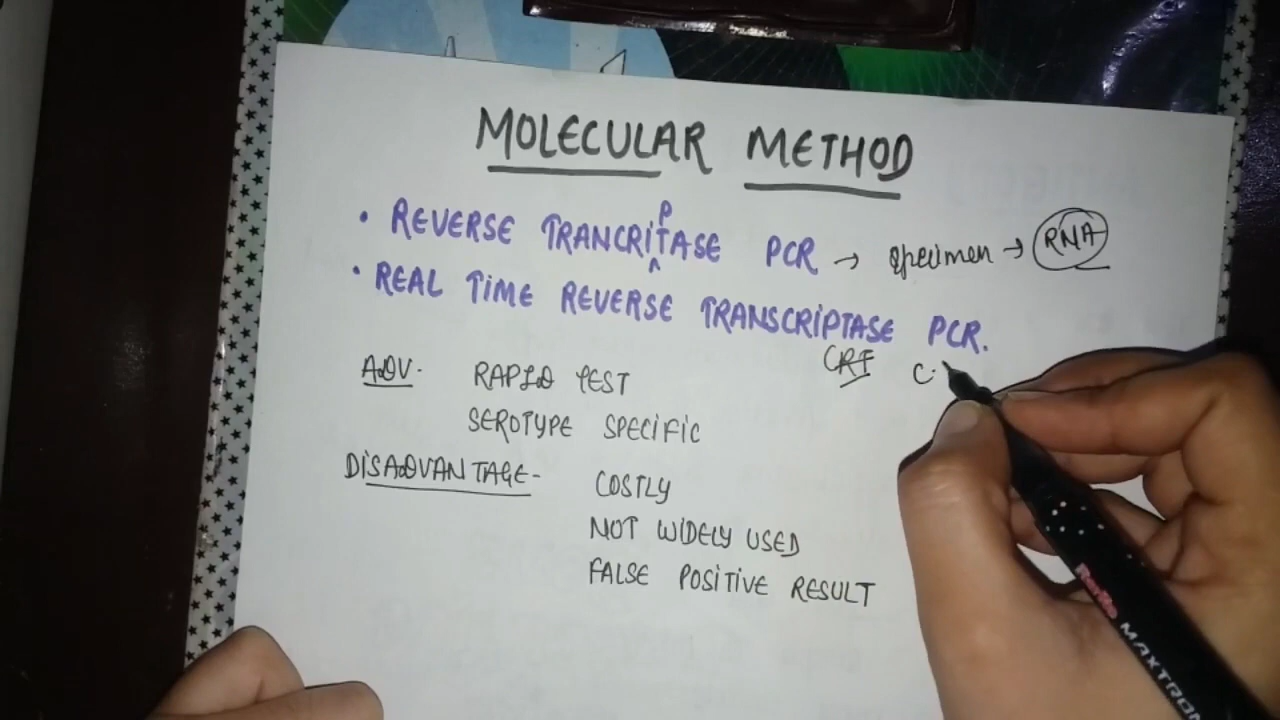 MOLECULAR METHOD
• REVERSE TRANCRIPTASE PCR → specimen → RNA
• REAL TIME REVERSE TRANSCRIPTASE PCR.
ADV. RAPID TEST
SEROTYPE SPECIFIC
DISADVANTAGE- COSTLY
NOT WIDELY USED
FALSE POSITIVE RESULT
MAXTRON